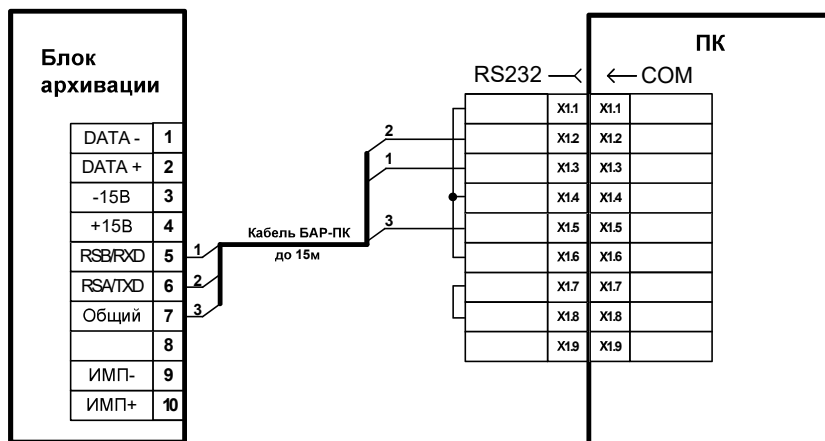 Блок
архивации
DATA - 1
DATA + 2
-15В 3
+15В 4
RSB/RXD 5
RSA/TXD 6
Общий 7
8
ИМП- 9
ИМП+ 10
1
2
3
Кабель БАР-ПК
до 15м
2
1
3
ПК
RS232
COM
X1.1 X1.1
X1.2 X1.2
X1.3 X1.3
X1.4 X1.4
X1.5 X1.5
X1.6 X1.6
X1.7 X1.7
X1.8 X1.8
X1.9 X1.9